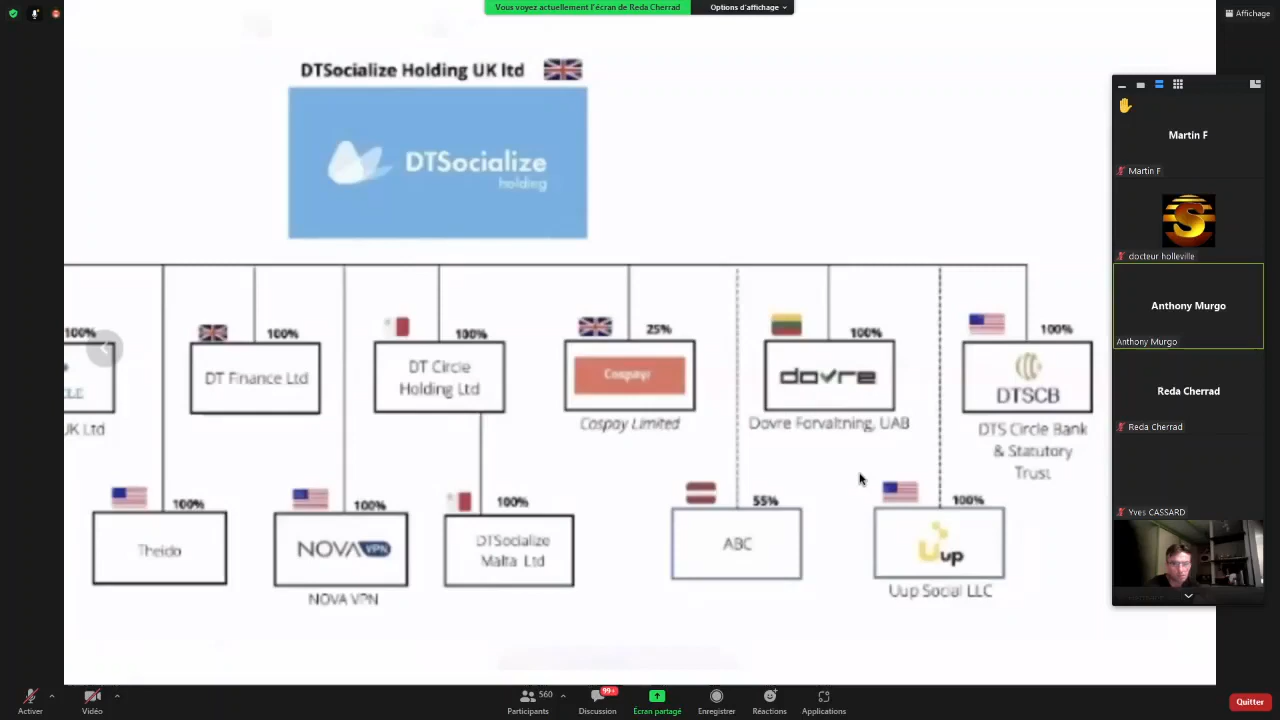 Vous voyez actuellement l'écran de Reda Cherrad
Options d'affichage
Affichage
DTSocialize Holding UK ltd
DTSocialize
holding
Martin F
Martin F
docteur holleville
Anthony Murgo
Anthony Murgo
Reda Cherrad
Reda Cherrad
Yves CASSARD
100%
100%
100%
25%
100%
100%
DT Finance Ltd
DT Circle
Holding Ltd
Cospayr
dovre
DTSCB
UK Ltd
Cospay Limited
Dovre Forvaltning, UAB
DTS Circle Bank
& Statutory
Trust
100%
100%
100%
55%
100%
Theido
NOVA VPN
DTSocialize
Malta Ltd
ABC
Uup
NOVA VPN
Uup Social LLC
Activer
Vidéo
560
Participants
99+
Discussion
Écran partagé
Enregistrer
Réactions
Applications
Quitter